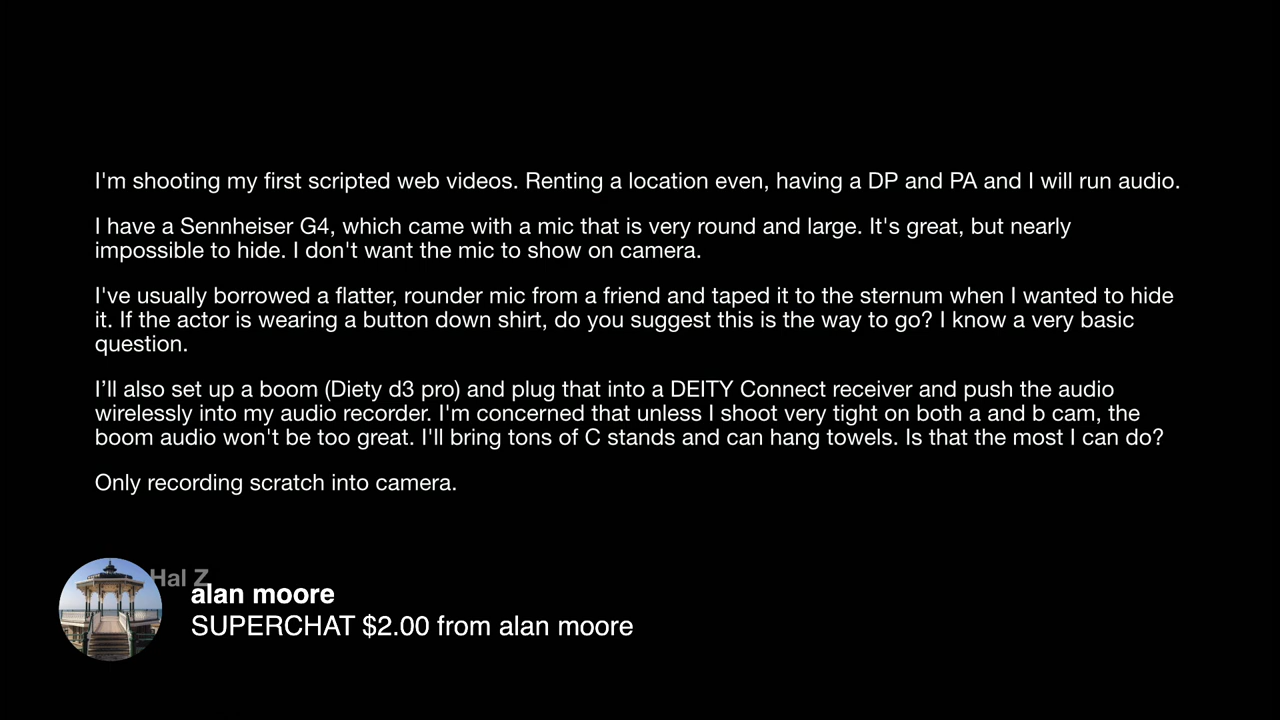 I'm shooting my first scripted web videos. Renting a location even, having a DP and PA and I will run audio.
I have a Sennheiser G4, which came with a mic that is very round and large. It's great, but nearly
impossible to hide. I don't want the mic to show on camera.
I've usually borrowed a flatter, rounder mic from a friend and taped it to the sternum when I wanted to hide
it. If the actor is wearing a button down shirt, do you suggest this is the way to go? I know a very basic
question.
I’ll also set up a boom (Diety d3 pro) and plug that into a DEITY Connect receiver and push the audio
wirelessly into my audio recorder. I'm concerned that unless I shoot very tight on both a and b cam, the
boom audio won't be too great. I'll bring tons of C stands and can hang towels. Is that the most I can do?
Only recording scratch into camera.
Hal Z
alan moore
SUPERCHAT $2.00 from alan moore